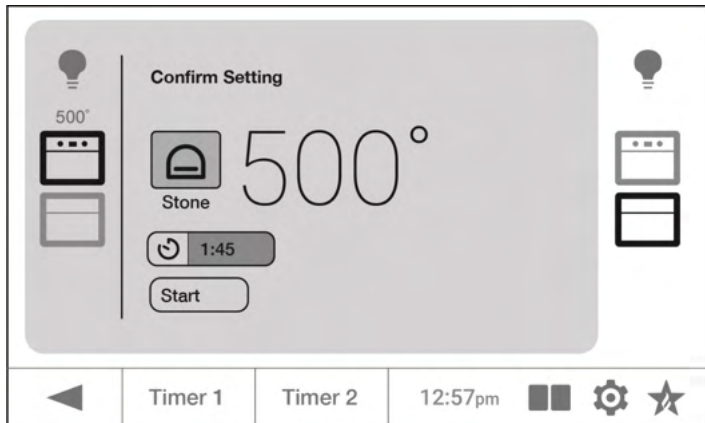 Confirm Setting
500°
500°
Stone
1:45
Start
Timer 1
Timer 2
12:57pm